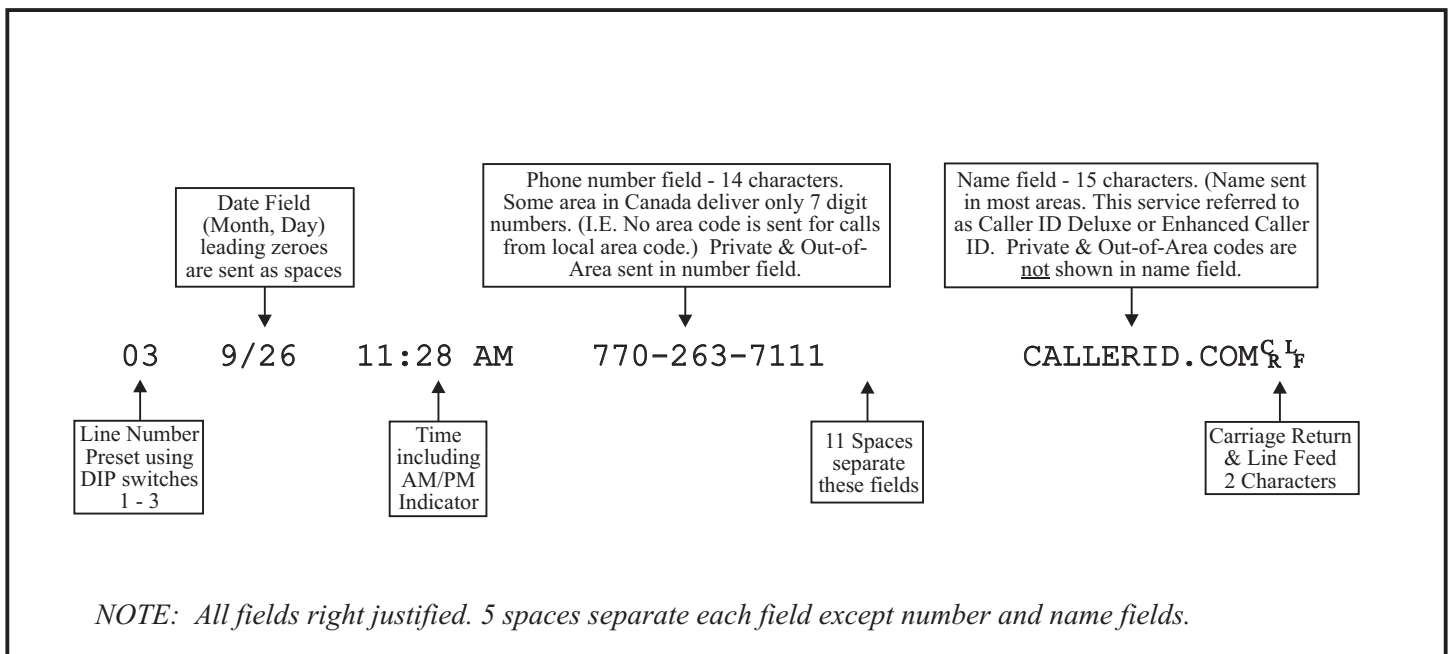 Date Field
(Month, Day)
leading zeroes
are sent as spaces
Phone number field - 14 characters.
Some area in Canada deliver only 7 digit
numbers. (I.E. No area code is sent for calls
from local area code.) Private & Out-of-
Area sent in number field.
Name field - 15 characters. (Name sent
in most areas. This service referred to
as Caller ID Deluxe or Enhanced Caller
ID. Private & Out-of-Area codes are
not shown in name field.
03 9/26 11:28 AM 770-263-7111 CALLERID.COM CR LF
Line Number
Preset using
DIP switches
1 - 3
Time
including
AM/PM
Indicator
11 Spaces
separate
these fields
Carriage Return
& Line Feed
2 Characters
NOTE: All fields right justified. 5 spaces separate each field except number and name fields.